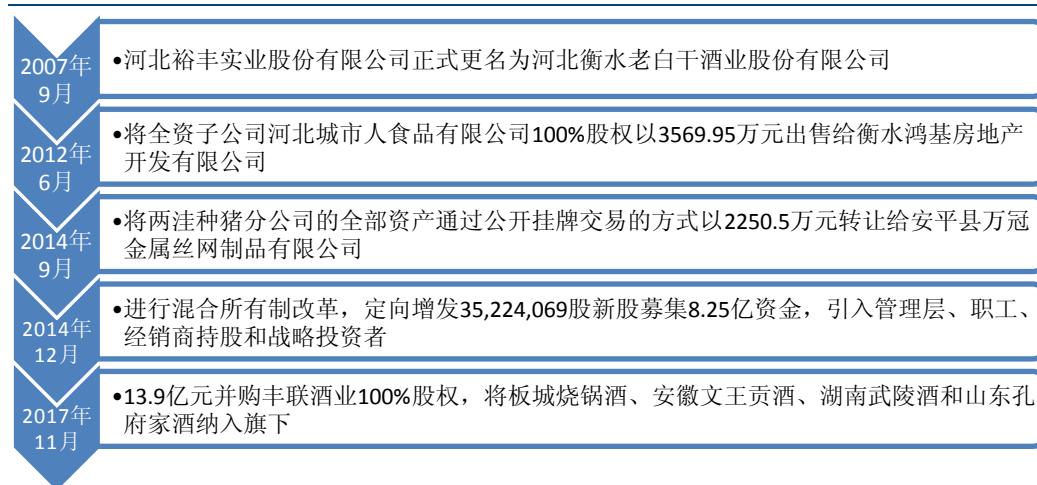 2007年
9月
•河北裕丰实业股份有限公司正式更名为河北衡水老白干酒业股份有限公司
2012年
6月
•将全资子公司河北城市人食品有限公司100%股权以3569.95万元出售给衡水鸿基房地产
开发有限公司
2014年
9月
•将两洼种猪分公司的全部资产通过公开挂牌交易的方式以2250.5万元转让给安平县万冠
金属丝网制品有限公司
2014年
12月
•进行混合所有制改革，定向增发35,224,069股新股募集8.25亿资金，引入管理层、职工、
经销商持股和战略投资者
2017年
11月
•13.9亿元并购丰联酒业100%股权，将板城烧锅酒、安徽文王贡酒、湖南武陵酒和山东孔
府家酒纳入旗下